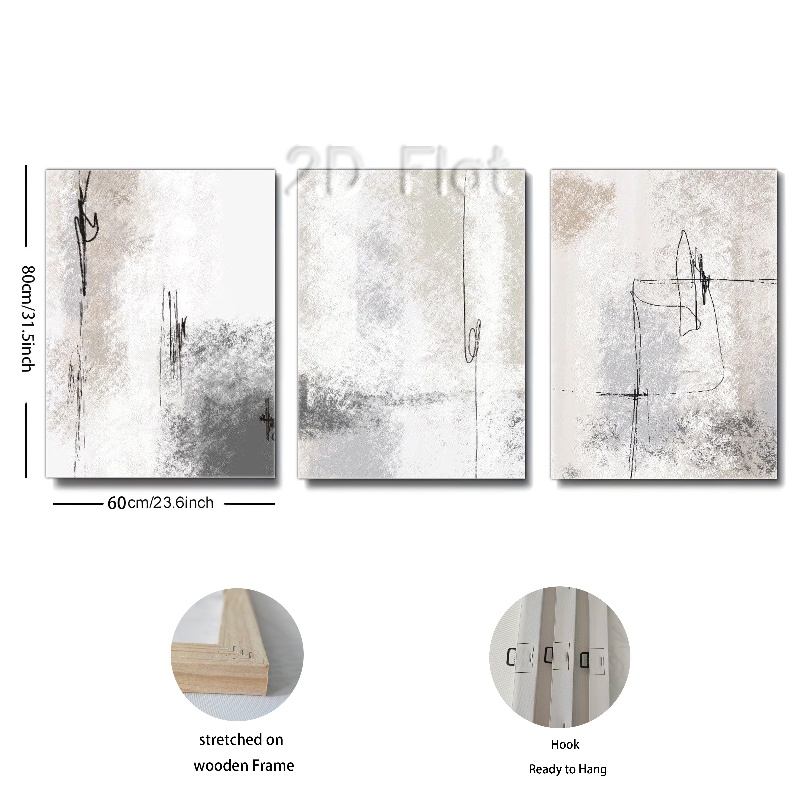 2D Flat
80cm/31.5inch
60cm/23.6inch
stretched on
wooden Frame
Hook
Ready to Hang